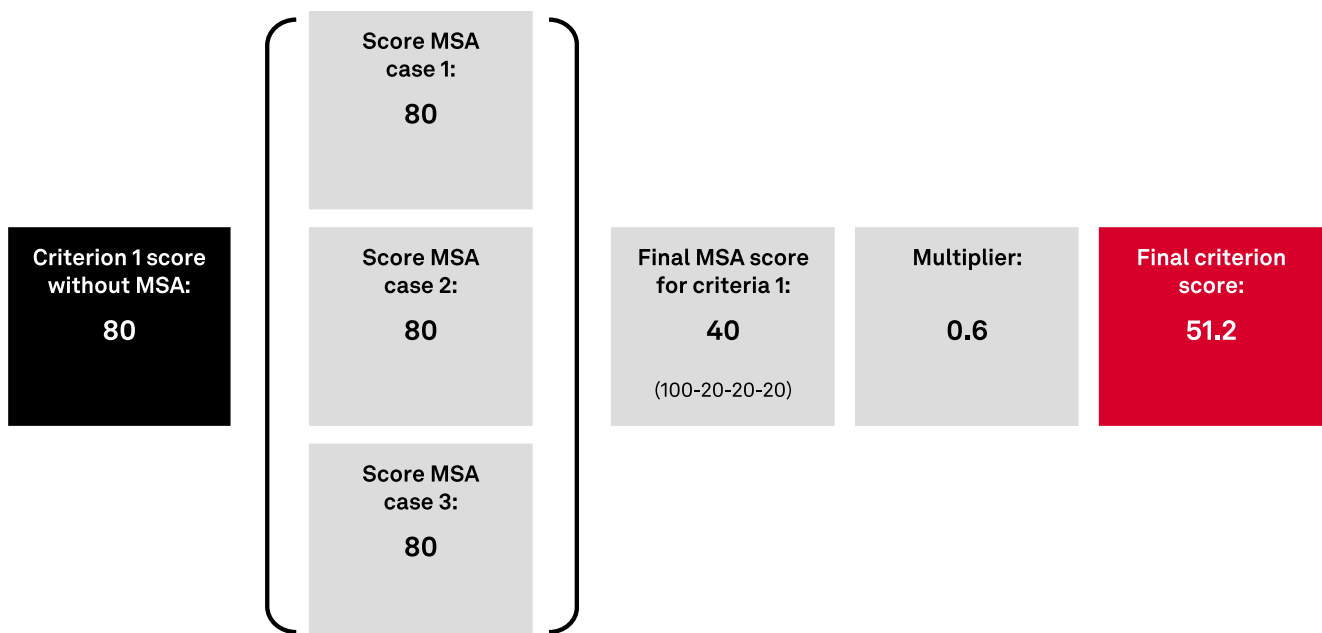 Criterion 1 score
without MSA:
80
Score MSA
case 1:
80
Score MSA
case 2:
80
Score MSA
case 3:
80
Final MSA score
for criteria 1:
40
(100-20-20-20)
Multiplier:
0.6
Final criterion
score:
51.2